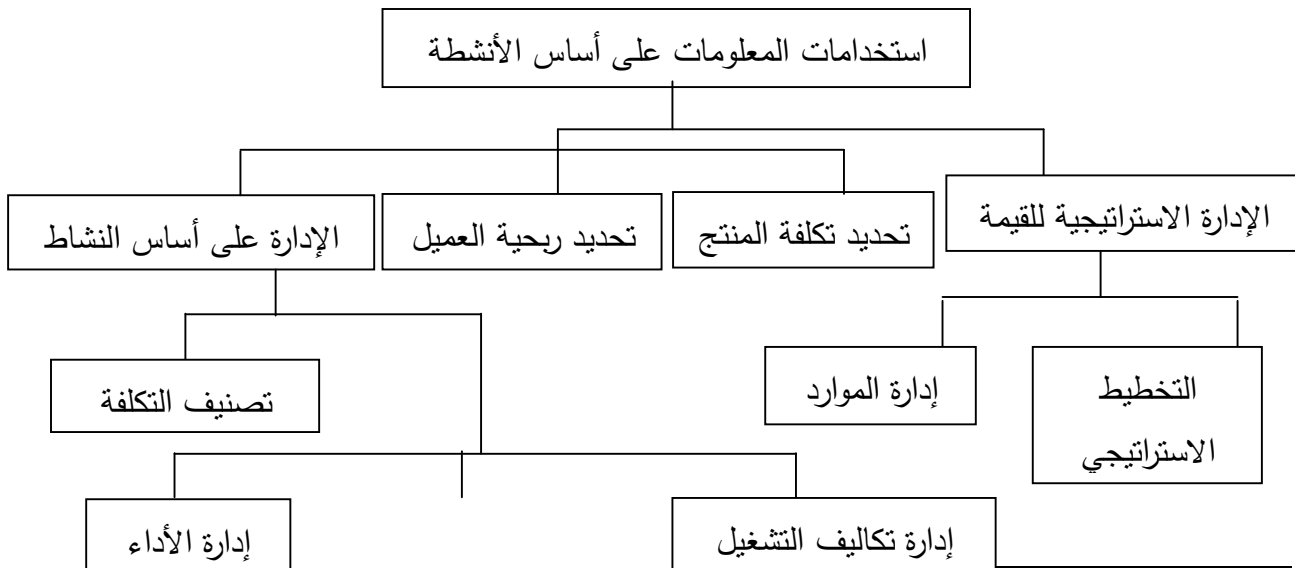 استخدامات المعلومات على أساس الأنشطة
الإدارة الاستراتيجية للقيمة
تحديد تكلفة المنتج
تحديد ربحية العميل
الإدارة على أساس النشاط
التخطيط
الاستراتيجي
إدارة الموارد
تصنيف التكلفة
إدارة تكاليف التشغيل
إدارة الأداء